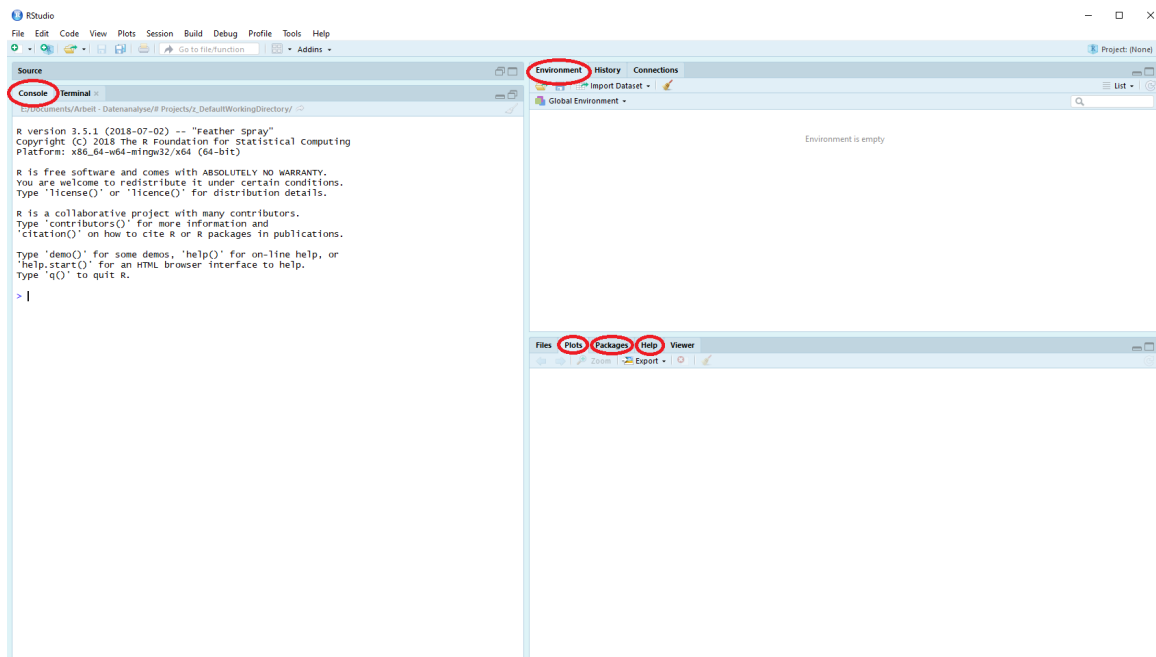 RStudio
File Edit Code View Plots Session Build Debug Profile Tools Help
Go to file/function Addins
Project: (None)
Source
Console Terminal
E:/Documents/Arbeit - Datenanalyse/# Projects/z_DefaultWorkingDirectory/
R version 3.5.1 (2018-07-02) -- "Feather Spray"
Copyright (C) 2018 The R Foundation for Statistical Computing
Platform: x86_64-w64-mingw32/x64 (64-bit)
R is free software and comes with ABSOLUTELY NO WARRANTY.
You are welcome to redistribute it under certain conditions.
Type 'license()' or 'licence()' for distribution details.
R is a collaborative project with many contributors.
Type 'contributors()' for more information and
'citation()' on how to cite R or R packages in publications.
Type 'demo()' for some demos, 'help()' for on-line help, or
'help.start()' for an HTML browser interface to help.
Type 'q()' to quit R.
>
Environment History Connections
Import Dataset List
Global Environment
Environment is empty
Files Plots Packages Help Viewer
Zoom Export